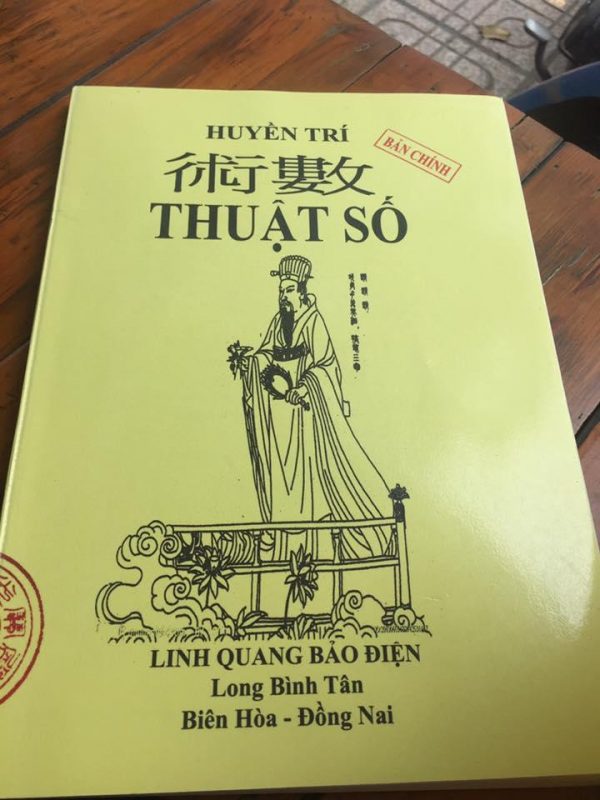 HUYỀN TRÍ
BẢN CHÍNH
術數
THUẬT SỐ
LINH QUANG BẢO ĐIỆN
Long Bình Tân
Biên Hòa - Đồng Nai